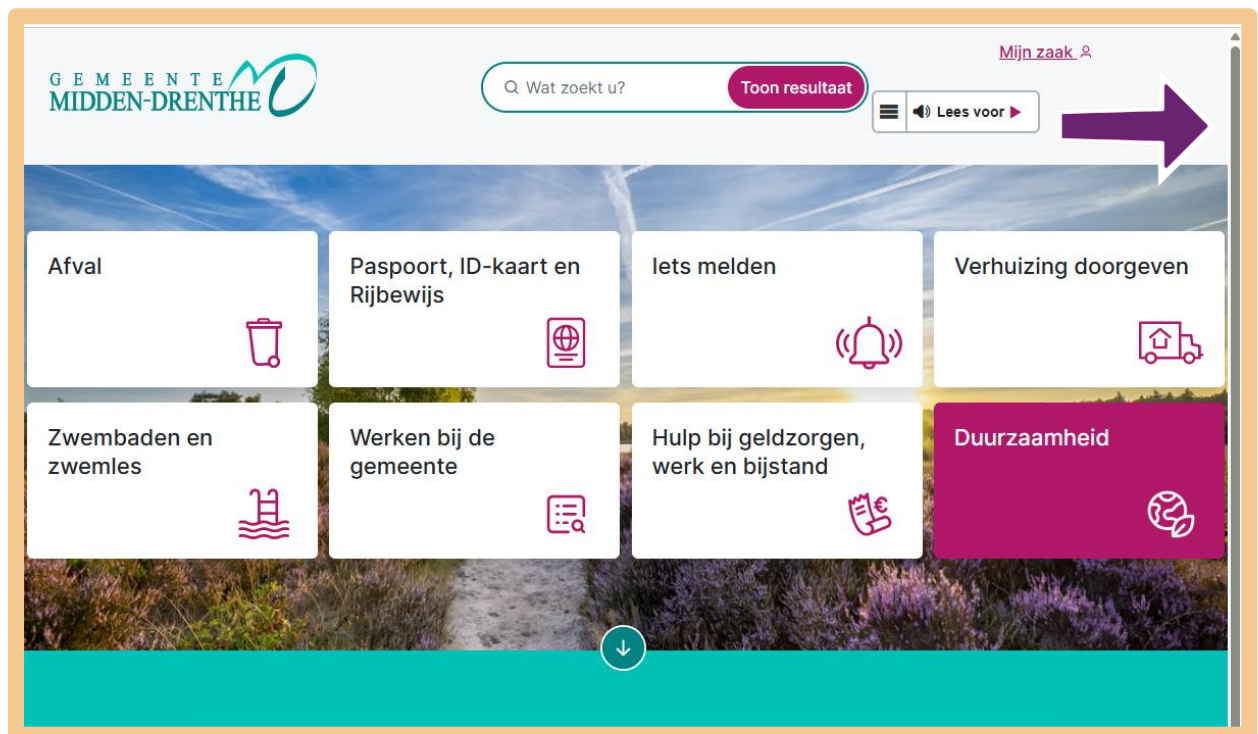 Mijn zaak
GEMEENTE
MIDDEN-DRENTHE
Wat zoekt u?
Toon resultaat
Lees voor
Afval
Paspoort, ID-kaart en
Rijbewijs
Iets melden
Verhuizing doorgeven
Zwembaden en
zwemles
Werken bij de
gemeente
Hulp bij geldzorgen,
werk en bijstand
Duurzaamheid